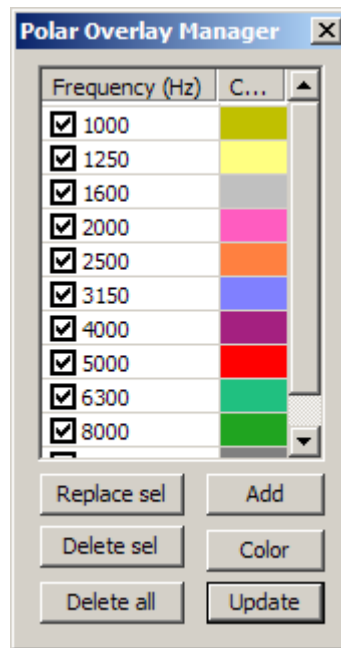 Polar Overlay Manager
Frequency (Hz) C...
1000
1250
1600
2000
2500
3150
4000
5000
6300
8000
Replace sel Add
Delete sel Color
Delete all Update